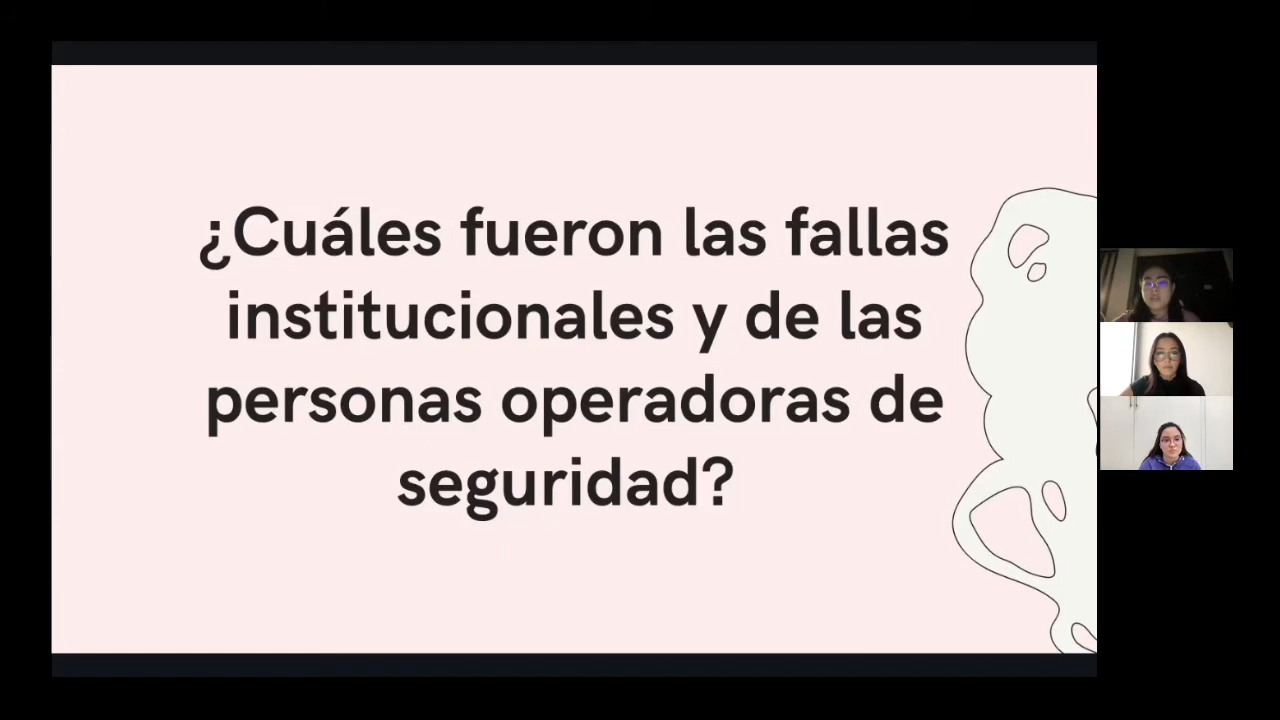 ¿Cuáles fueron las fallas
institucionales y de las
personas operadoras de
seguridad?